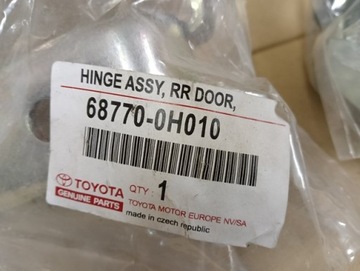 HINGE ASSY, RR DOOR,
68770-0H010
TOYOTA
GENUINE PARTS
QTY: 1
TOYOTA MOTOR EUROPE NV/SA
made in czech republic